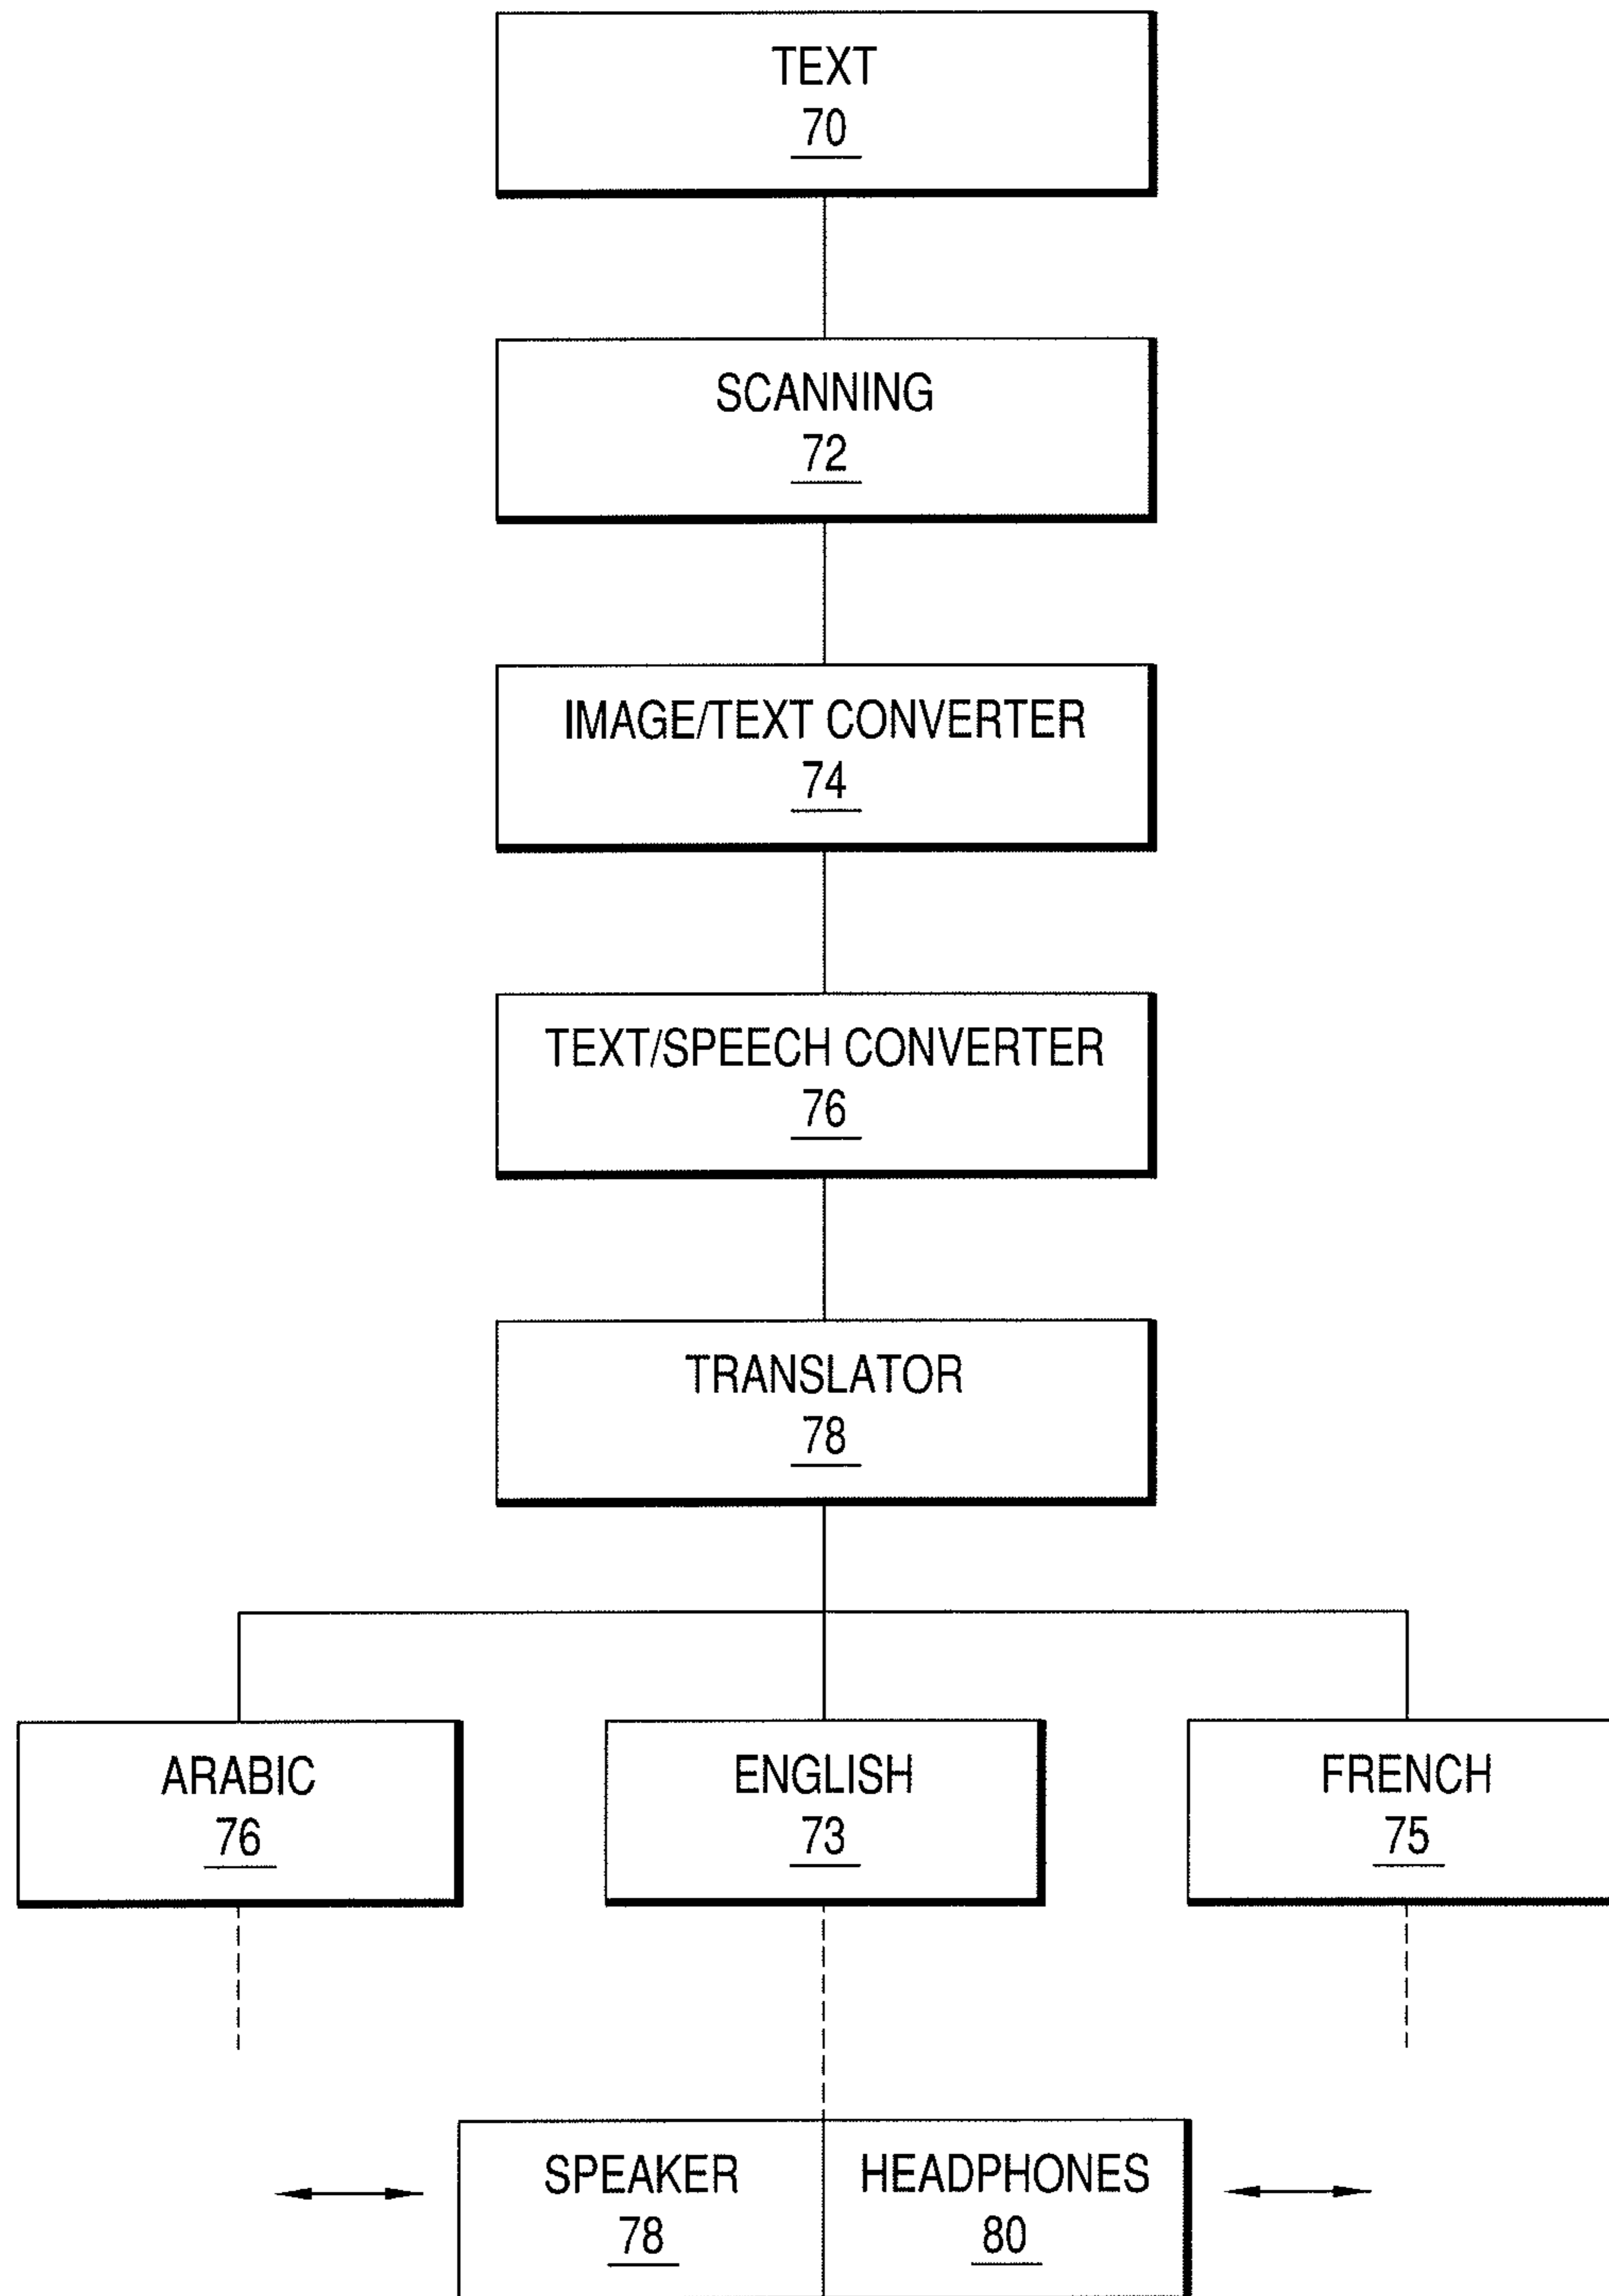 TEXT
70
SCANNING
72
IMAGE/TEXT CONVERTER
74
TEXT/SPEECH CONVERTER
76
TRANSLATOR
78
ARABIC
76
ENGLISH
73
FRENCH
75
SPEAKER
78
HEADPHONES
80